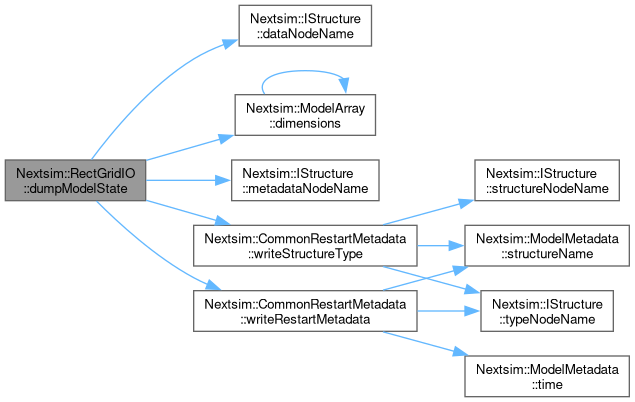 Nextsim::IStructure
::dataNodeName
Nextsim::ModelArray
::dimensions
Nextsim::RectGridIO
::dumpModelState
Nextsim::IStructure
::metadataNodeName
Nextsim::IStructure
::structureNodeName
Nextsim::CommonRestartMetadata
::writeStructureType
Nextsim::ModelMetadata
::structureName
Nextsim::CommonRestartMetadata
::writeRestartMetadata
Nextsim::IStructure
::typeNodeName
Nextsim::ModelMetadata
::time